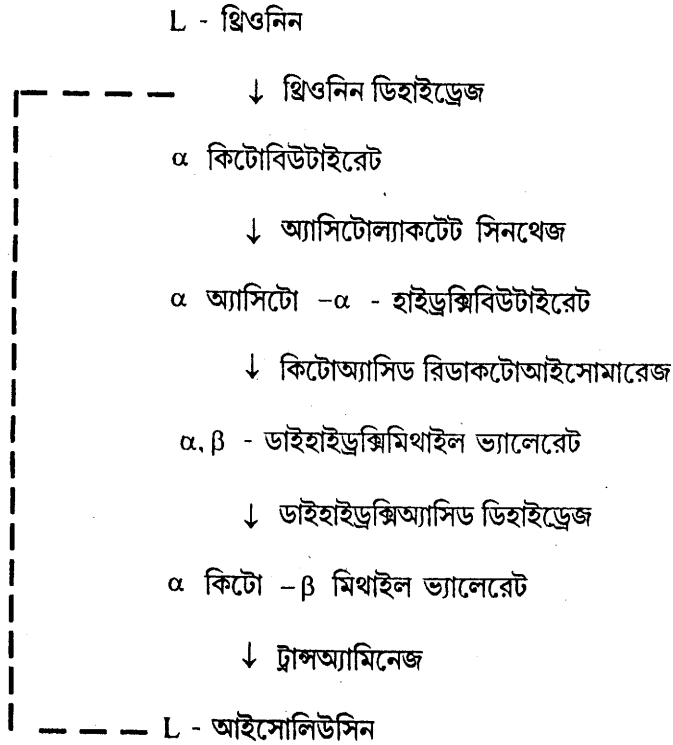 L - থ্রিওনিন
↓ থ্রিওনিন ডিহাইড্রেজ
α কিটোবিউটাইরেট
↓ অ্যাসিটোল্যাকটেট সিনথেজ
α অ্যাসিটো –α - হাইড্রক্সিবিউটাইরেট
↓ কিটোঅ্যাসিড রিডাকটোআইসোমারেজ
α, β - ডাইহাইড্রক্সিমিথাইল ভ্যালেরেট
↓ ডাইহাইড্রক্সিঅ্যাসিড ডিহাইড্রেজ
α কিটো –β মিথাইল ভ্যালেরেট
↓ ট্রান্সঅ্যামিনেজ
L - আইসোলিউসিন